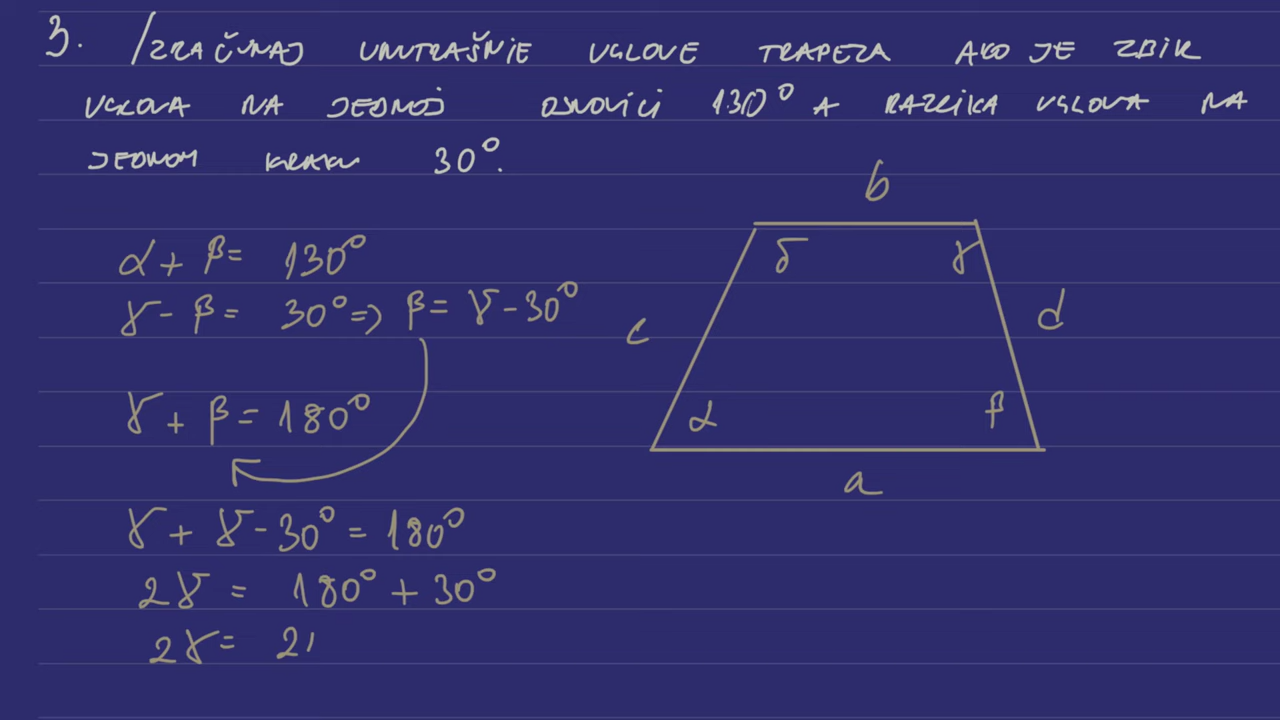 3. IZRAČUNAJ UNUTRAŠNJE UGLOVE TRAPEZA AKO JE ZBIR
UGLOVA NA JEDNOJ OSNOVICI 130° A RAZLIKA UGLOVA NA
JEDNOM KRAKU 30°.
α + β = 130°
γ - β = 30° => β = γ - 30°
γ + β = 180°
γ + γ - 30° = 180°
2γ = 180° + 30°
2γ = 21
b
δ γ
c d
α β
a